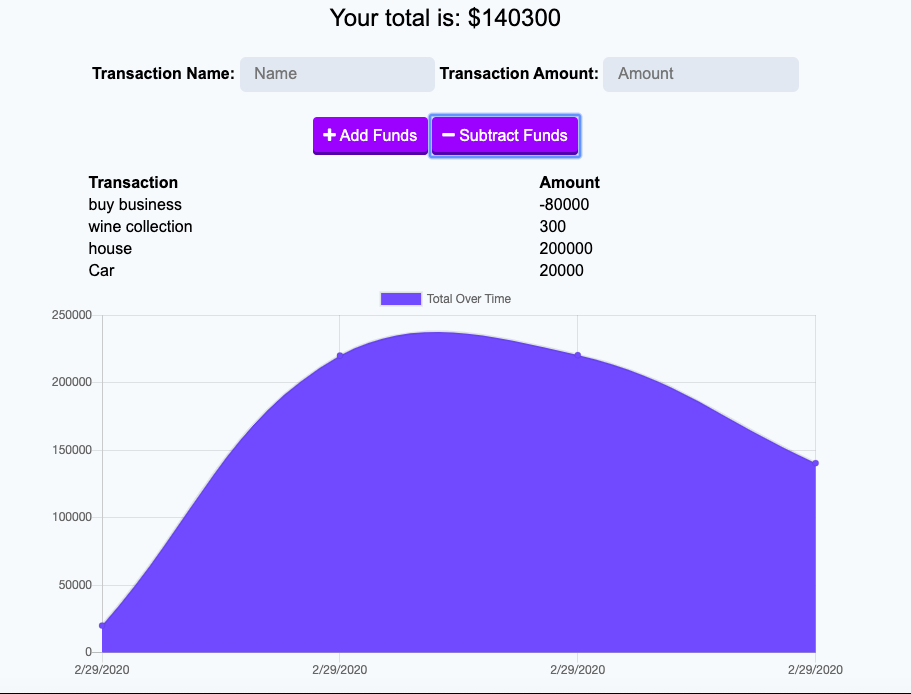 Your total is: $140300
Transaction Name: Name Transaction Amount: Amount
+ Add Funds − Subtract Funds
Transaction Amount
buy business -80000
wine collection 300
house 200000
Car 20000
Total Over Time
250000
200000
150000
100000
50000
0
2/29/2020 2/29/2020 2/29/2020 2/29/2020